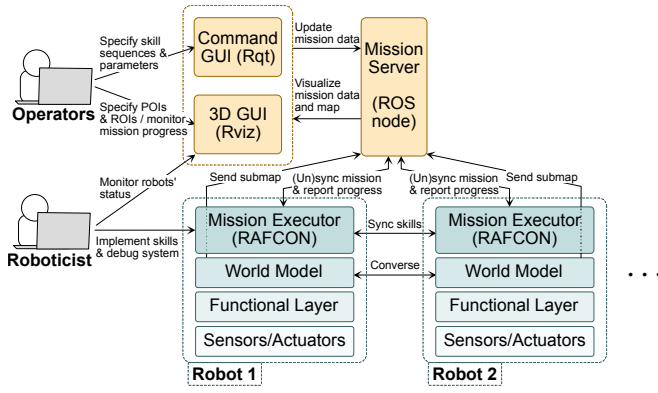 Specify skill
sequences &
parameters
Command
GUI (Rqt)
Update
mission data
Mission
Server
(ROS
node)
Operators
Specify POIs
& ROIs / monitor
mission progress
3D GUI
(Rviz)
Visualize
mission data
and map
Monitor robots'
status
Send submap
(Un)sync mission
& report progress
(Un)sync mission
& report progress
Send submap
Roboticist
Implement skills
& debug system
Mission Executor
(RAFCON)
Sync skills
Mission Executor
(RAFCON)
World Model
Converse
World Model
. . .
Functional Layer
Functional Layer
Sensors/Actuators
Sensors/Actuators
Robot 1
Robot 2